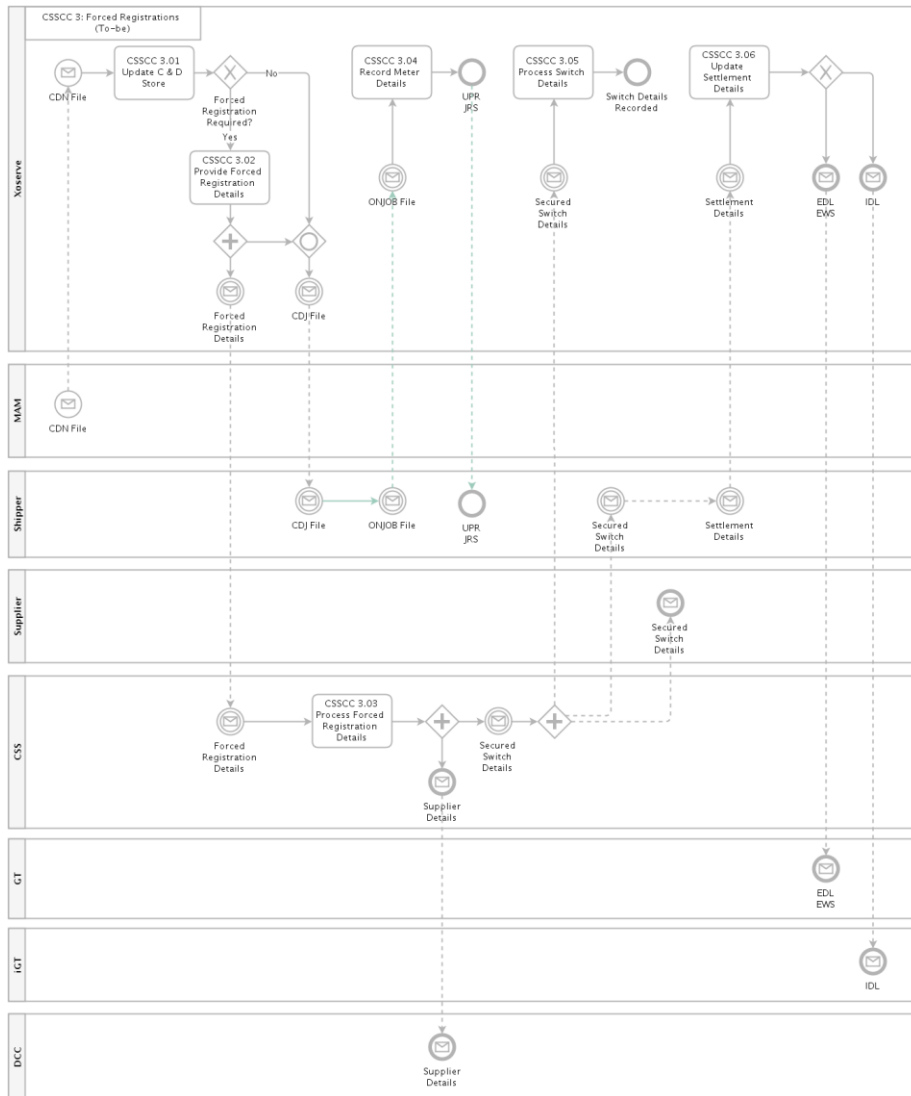 CSSCC 3: Forced Registrations
(To-be)
Xoserve
CDN File
CSSCC 3.01
Update C & D
Store
No
Forced
Registration
Required?
Yes
CSSCC 3.02
Provide Forced
Registration
Details
Forced
Registration
Details
CDJ File
CSSCC 3.04
Record Meter
Details
UPR
JRS
ONJOB File
CSSCC 3.05
Process Switch
Details
Switch Details
Recorded
Secured
Switch
Details
CSSCC 3.06
Update
Settlement
Details
Settlement
Details
EDL
EWS
IDL
MAM
CDN File
Shipper
CDJ File
ONJOB File
UPR
JRS
Secured
Switch
Details
Settlement
Details
Supplier
Secured
Switch
Details
CSS
Forced
Registration
Details
CSSCC 3.03
Process Forced
Registration
Details
Secured
Switch
Details
Supplier
Details
GT
EDL
EWS
iGT
IDL
DCC
Supplier
Details